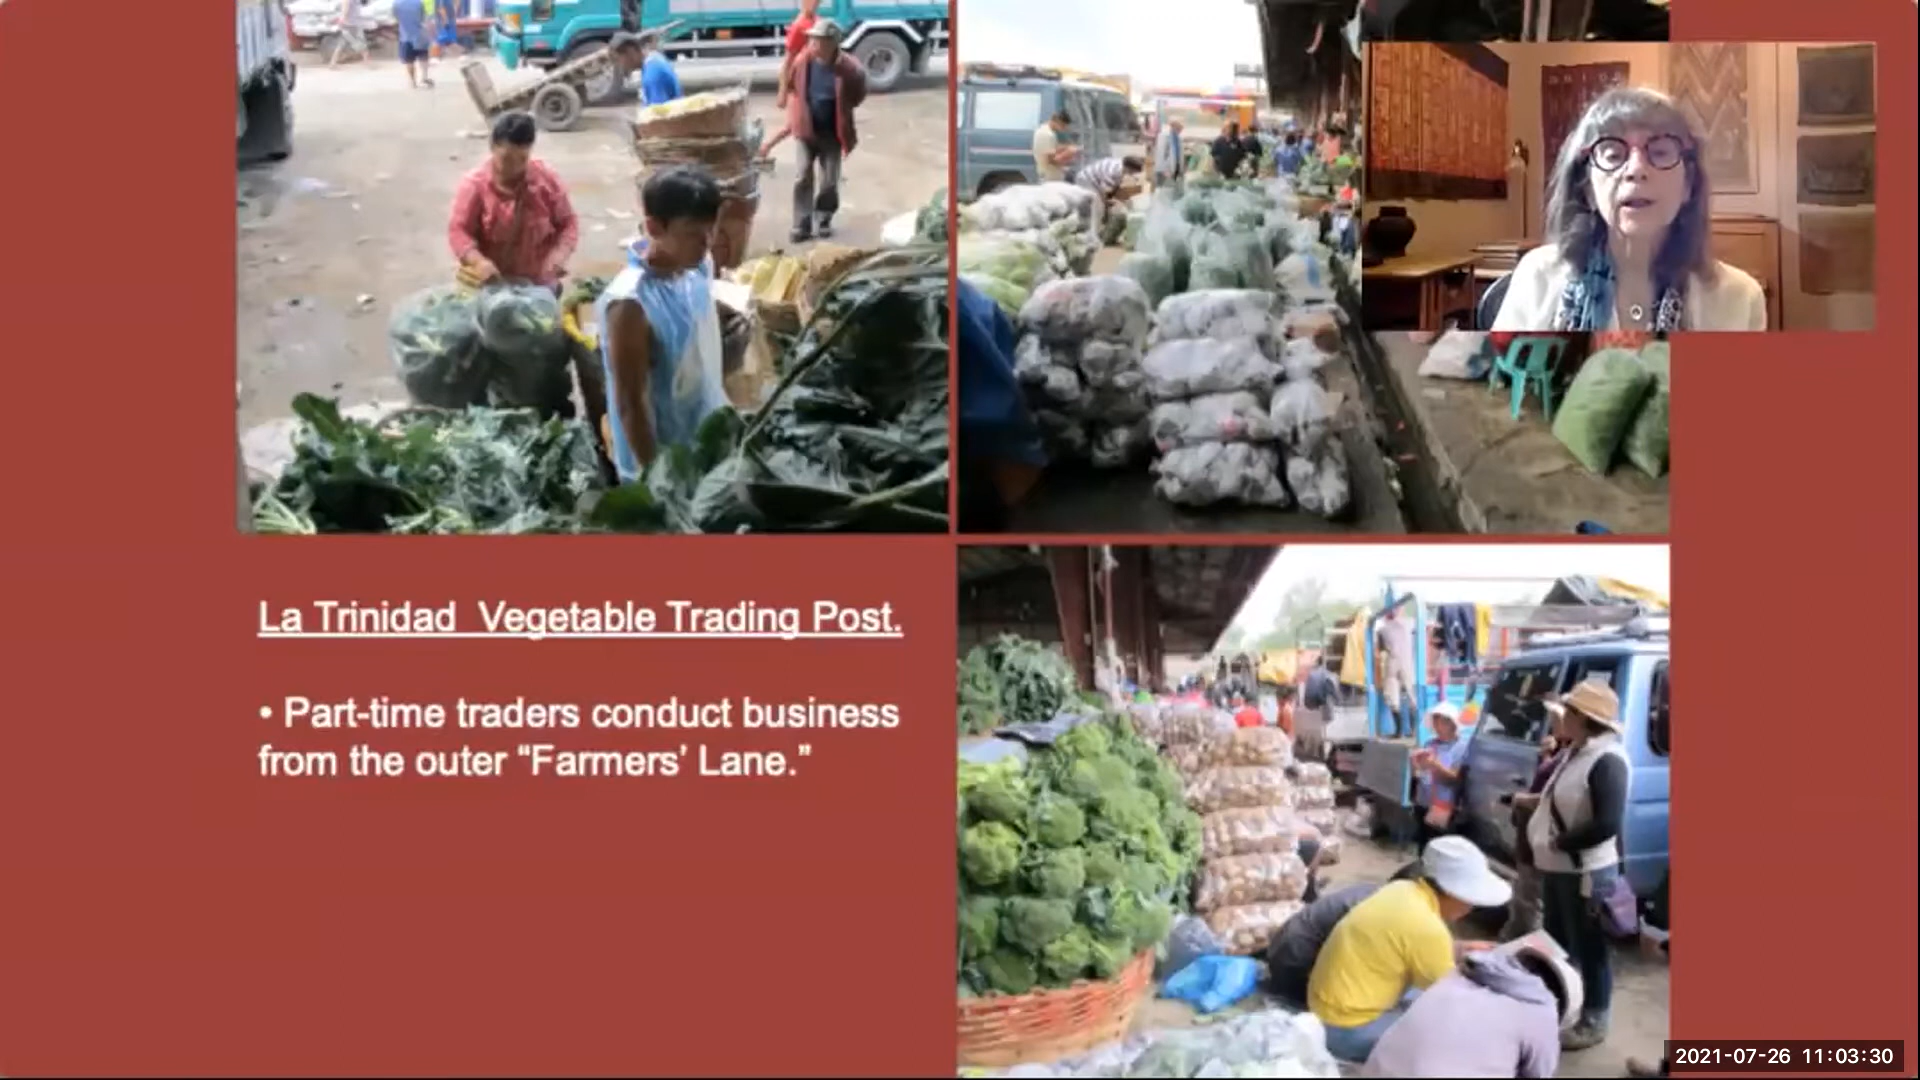 La Trinidad  Vegetable Trading Post.
• Part-time traders conduct business
from the outer “Farmers’ Lane.”
2021-07-26 11:03:30